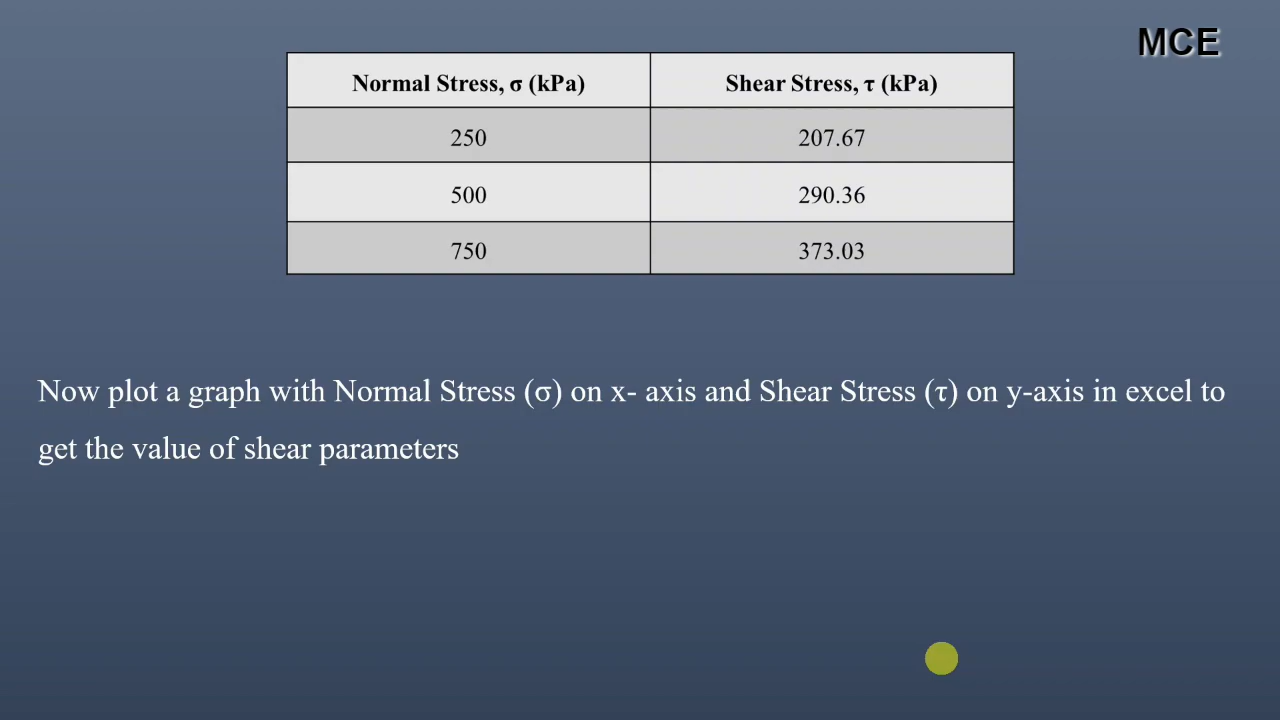 MCE
Normal Stress, σ (kPa) Shear Stress, τ (kPa)
250 207.67
500 290.36
750 373.03
Now plot a graph with Normal Stress (σ) on x- axis and Shear Stress (τ) on y-axis in excel to
get the value of shear parameters